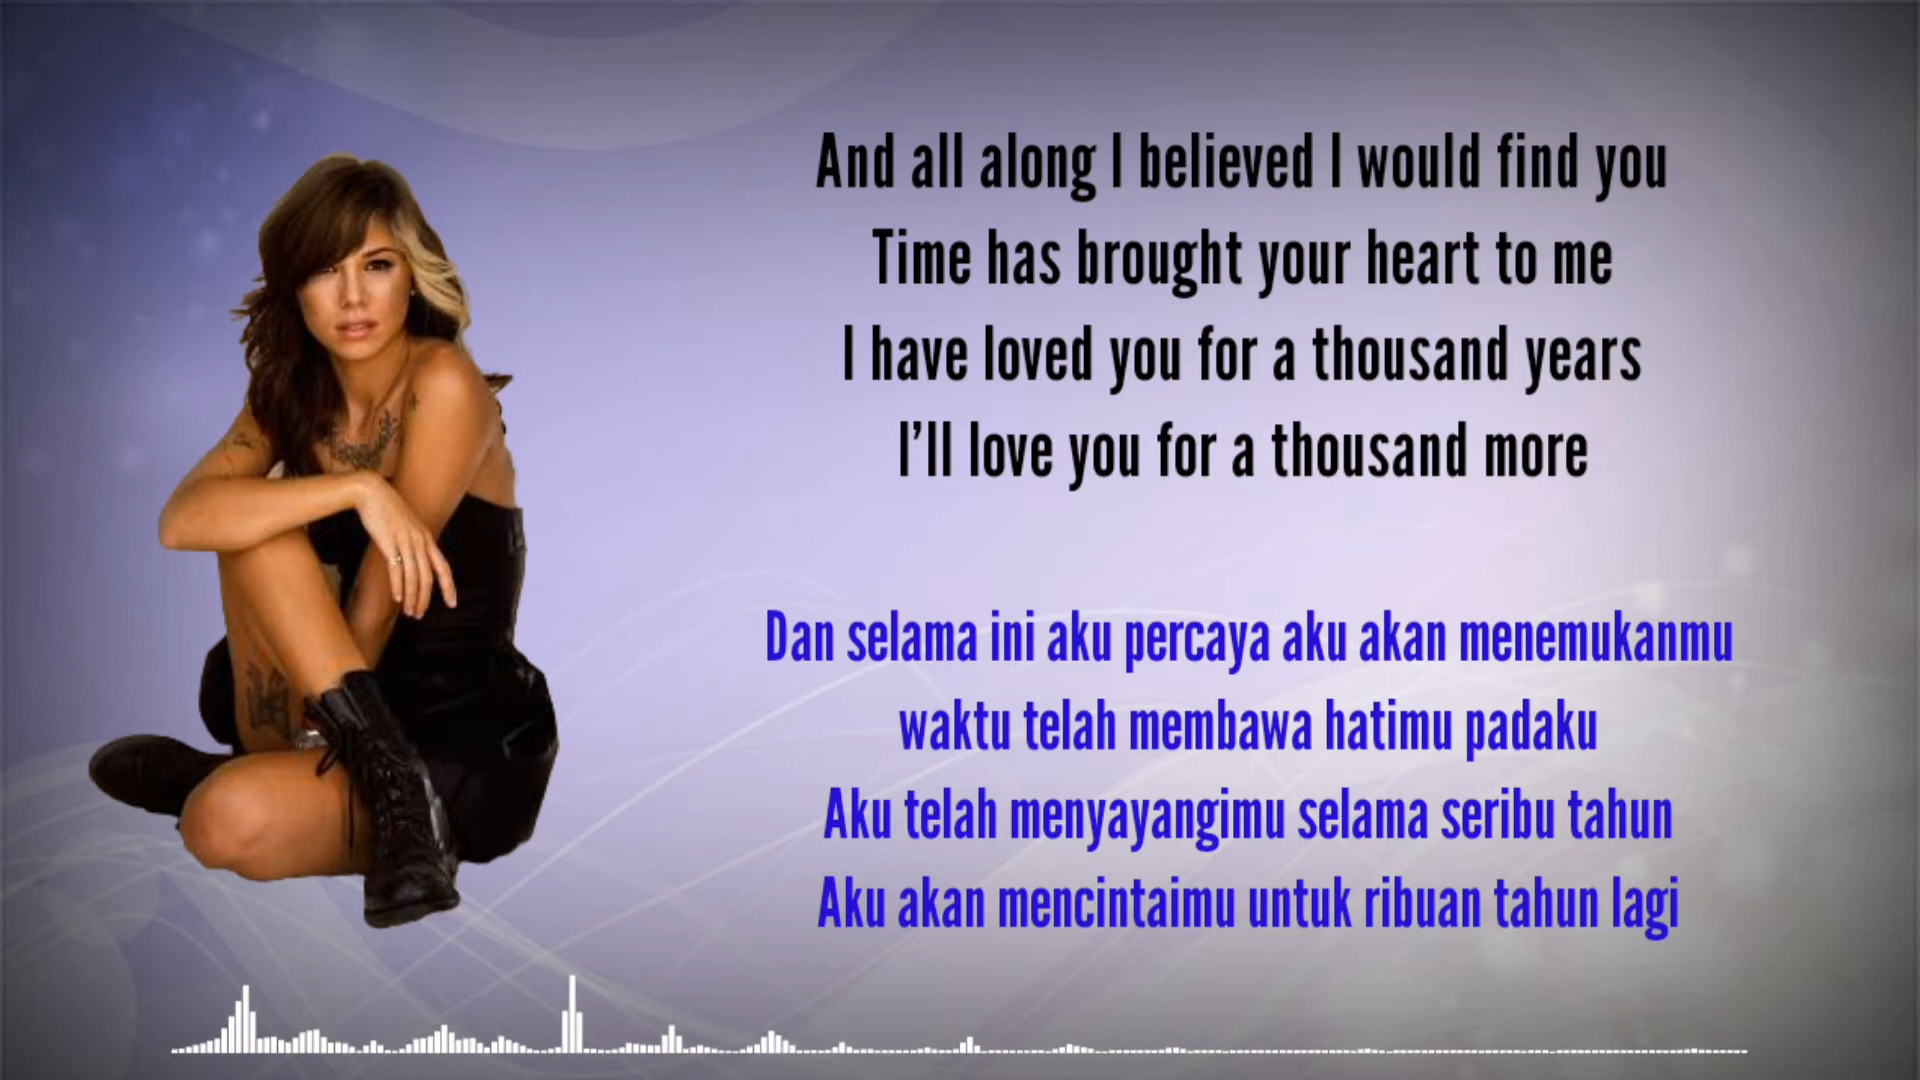 And all along I believed I would find you
Time has brought your heart to me
I have loved you for a thousand years
I’ll love you for a thousand more
Dan selama ini aku percaya aku akan menemukanmu
waktu telah membawa hatimu padaku
Aku telah menyayangimu selama seribu tahun
Aku akan mencintaimu untuk ribuan tahun lagi